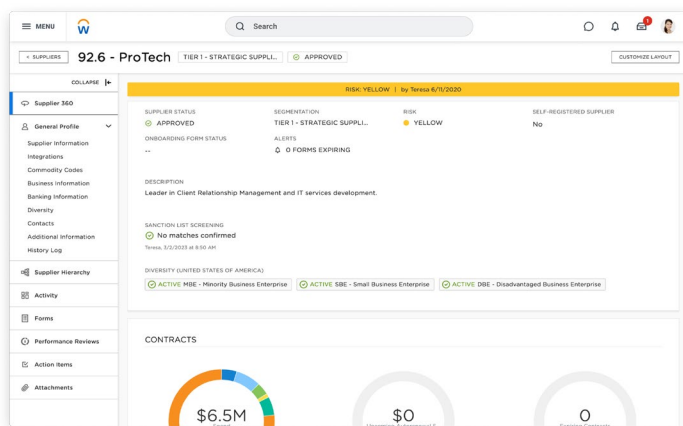 MENU
Search
< SUPPLIERS
92.6 - ProTech
TIER 1 - STRATEGIC SUPPLI...
APPROVED
CUSTOMIZE LAYOUT
COLLAPSE
Supplier 360
General Profile
Supplier Information
Integrations
Commodity Codes
Business Information
Banking Information
Diversity
Contacts
Additional Information
History Log
Supplier Hierarchy
Activity
Forms
Performance Reviews
Action Items
Attachments
RISK: YELLOW | by Teresa 6/11/2020
SUPPLIER STATUS
APPROVED
SEGMENTATION
TIER 1 - STRATEGIC SUPPLI...
RISK
YELLOW
SELF-REGISTERED SUPPLIER
No
ONBOARDING FORM STATUS
--
ALERTS
0 FORMS EXPIRING
DESCRIPTION
Leader in Client Relationship Management and IT services development.
SANCTION LIST SCREENING
No matches confirmed
Teresa, 3/2/2023 at 9:50 AM
DIVERSITY (UNITED STATES OF AMERICA)
ACTIVE MBE - Minority Business Enterprise
ACTIVE SBE - Small Business Enterprise
ACTIVE DBE - Disadvantaged Business Enterprise
CONTRACTS
$6.5M
$0
0